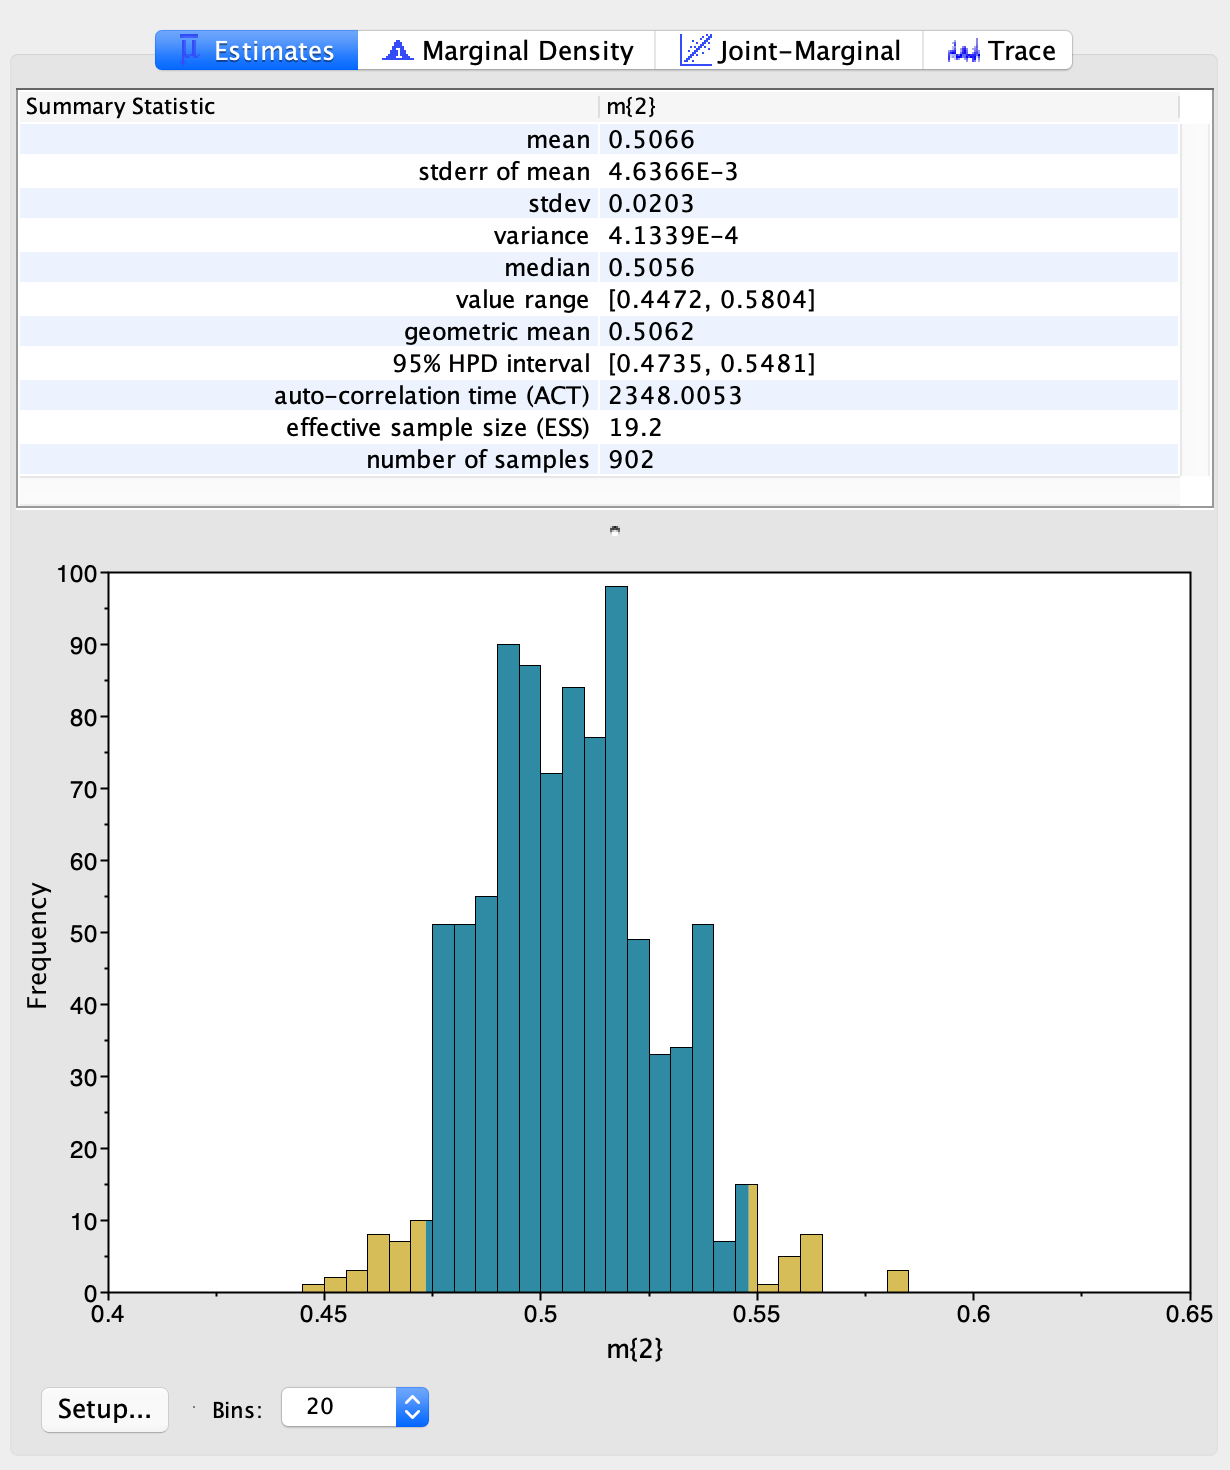 Estimates Marginal Density Joint-Marginal Trace
Summary Statistic m{2}
mean 0.5066
stderr of mean 4.6366E-3
stdev 0.0203
variance 4.1339E-4
median 0.5056
value range [0.4472, 0.5804]
geometric mean 0.5062
95% HPD interval [0.4735, 0.5481]
auto-correlation time (ACT) 2348.0053
effective sample size (ESS) 19.2
number of samples 902
100
90
80
70
60
50
40
30
20
10
0
Frequency
0.4 0.45 0.5 0.55 0.6 0.65
m{2}
Setup... Bins: 20